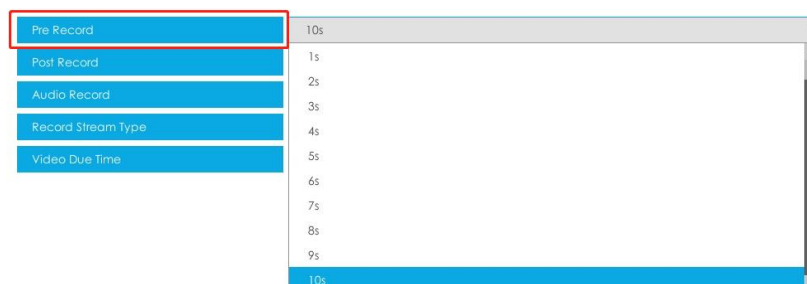 Pre Record
10s
Post Record
Audio Record
Record Stream Type
Video Due Time
1s
2s
3s
4s
5s
6s
7s
8s
9s
10s